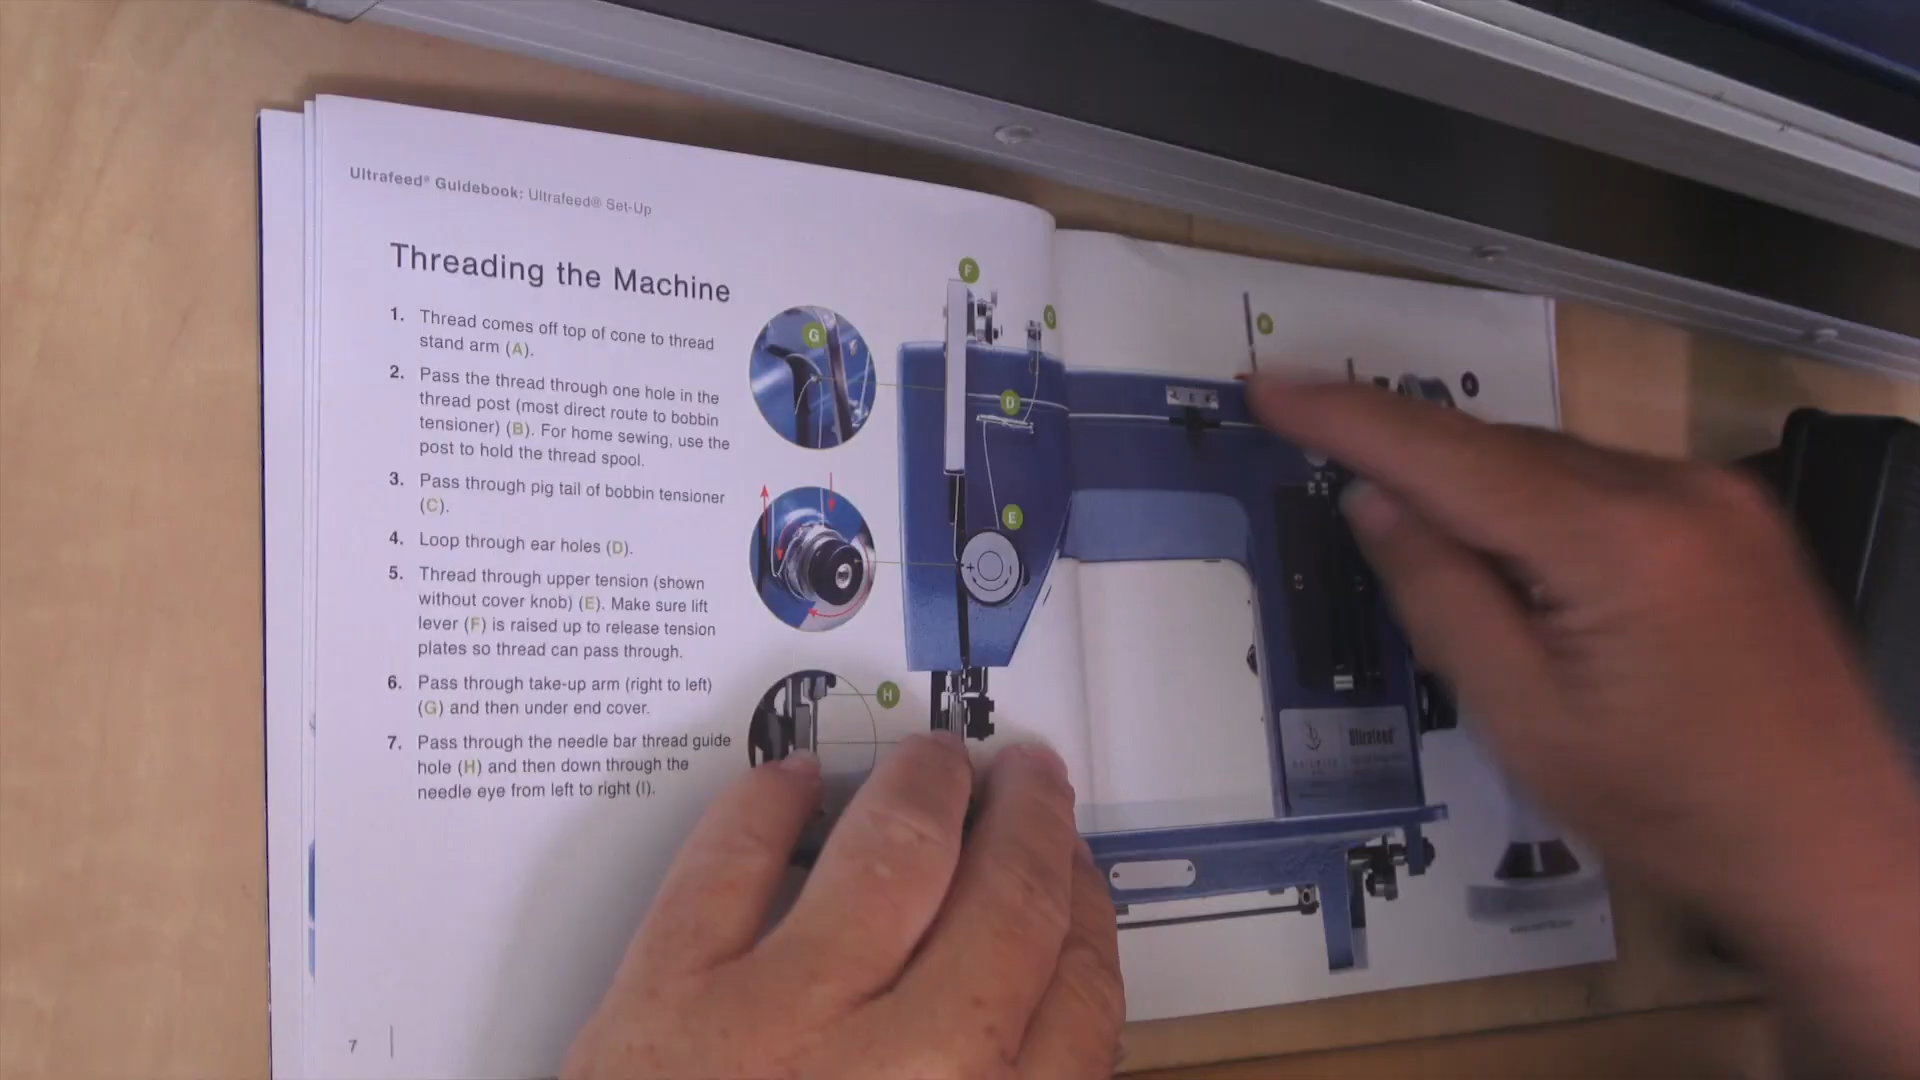 Ultrafeed® Guidebook: Ultrafeed® Set-Up
Threading the Machine
1. Thread comes off top of cone to thread
stand arm (A).
2. Pass the thread through one hole in the
thread post (most direct route to bobbin
tensioner) (B). For home sewing, use the
post to hold the thread spool.
3. Pass through pig tail of bobbin tensioner
(C).
4. Loop through ear holes (D).
5. Thread through upper tension (shown
without cover knob) (E). Make sure lift
lever (F) is raised up to release tension
plates so thread can pass through.
6. Pass through take-up arm (right to left)
(G) and then under end cover.
7. Pass through the needle bar thread guide
hole (H) and then down through the
needle eye from left to right (I).
7
G
H
F
C
D
E
+
B
A
Ultrafeed